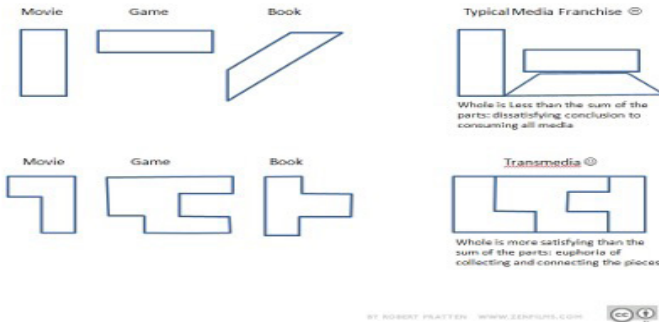 Movie
Game
Book
Typical Media Franchise ☹
Whole is Less than the sum of the
parts: dissatisfying conclusion to
consuming all media
Movie
Game
Book
Transmedia ☺
Whole is more satisfying than the
sum of the parts: euphoria of
collecting and connecting the pieces
BY ROBERT PRATTEN WWW.ZENFILMS.COM
cc